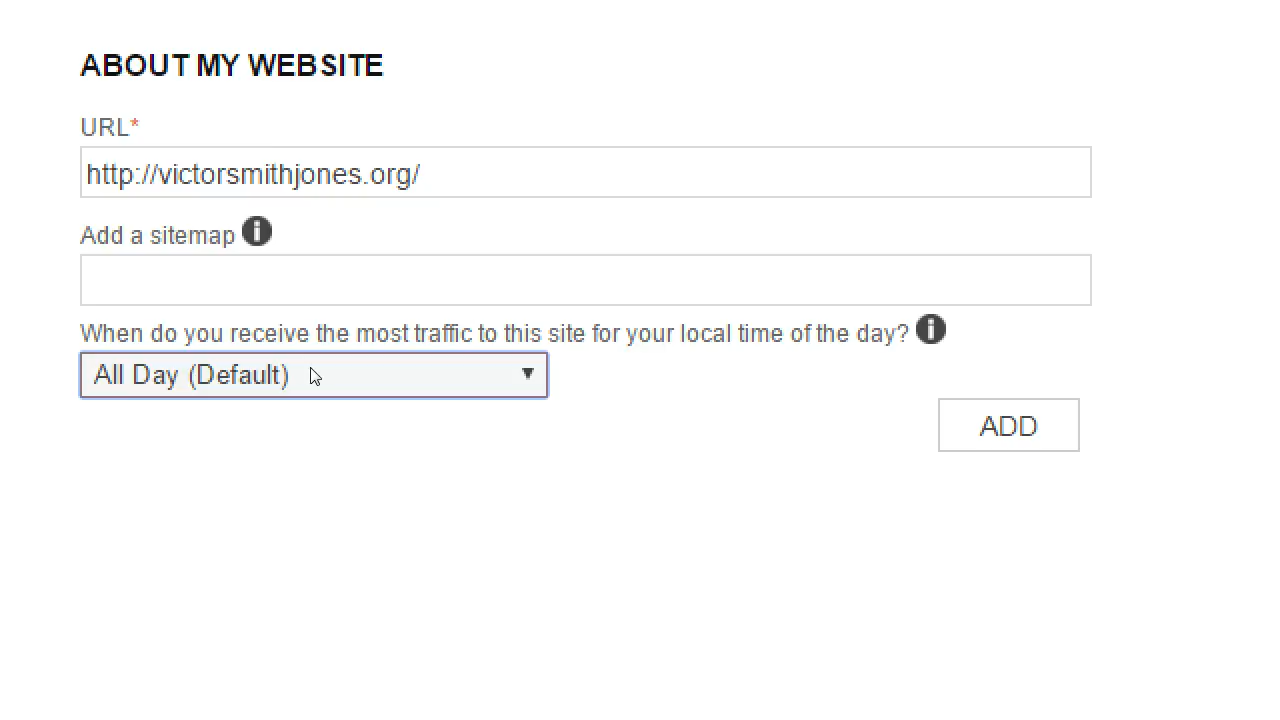 ABOUT MY WEBSITE
URL*
http://victorsmithjones.org/
Add a sitemap
When do you receive the most traffic to this site for your local time of the day?
All Day (Default)
ADD